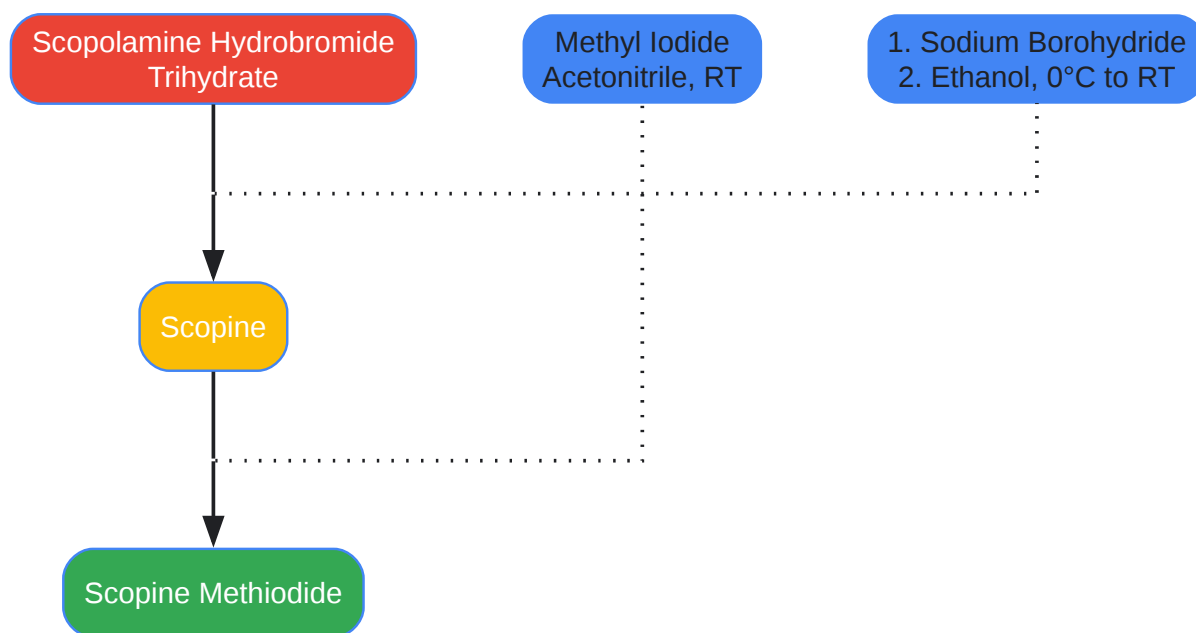 Scopolamine Hydrobromide
Trihydrate
Methyl Iodide
Acetonitrile, RT
1. Sodium Borohydride
2. Ethanol, 0°C to RT
Scopine
Scopine Methiodide